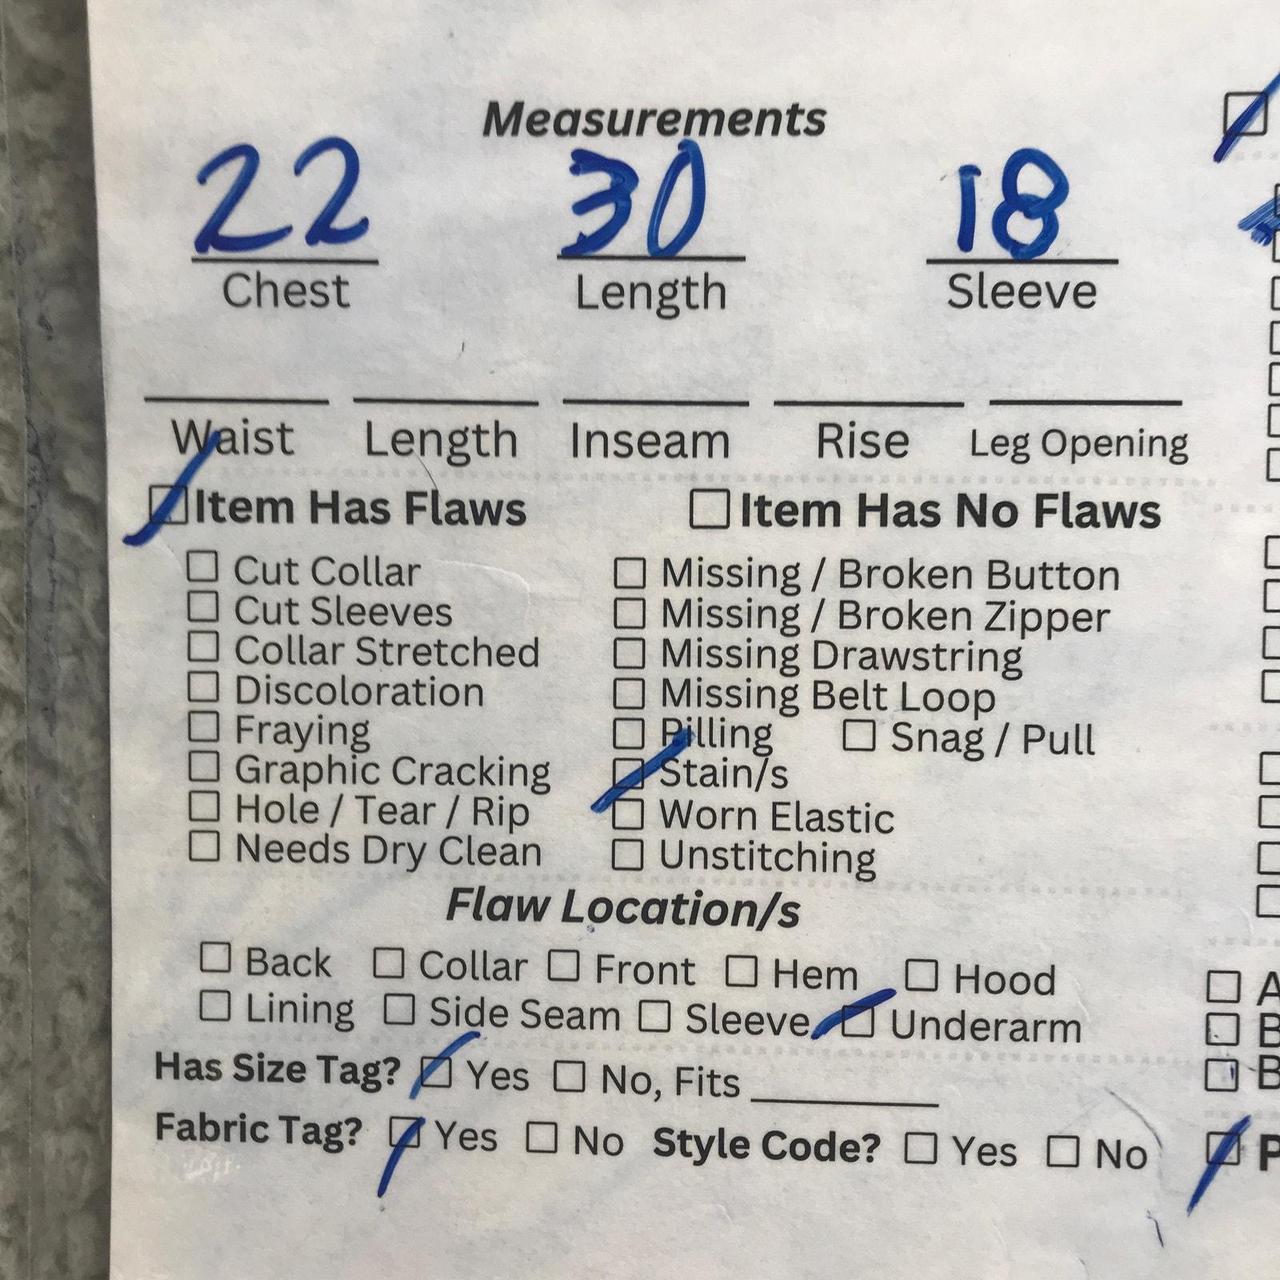 Measurements
22 30 18
Chest Length Sleeve
Waist Length Inseam Rise Leg Opening
Item Has Flaws Item Has No Flaws
Cut Collar Missing / Broken Button
Cut Sleeves Missing / Broken Zipper
Collar Stretched Missing Drawstring
Discoloration Missing Belt Loop
Fraying Pilling Snag / Pull
Graphic Cracking Stain/s
Hole / Tear / Rip Worn Elastic
Needs Dry Clean Unstitching
Flaw Location/s
Back Collar Front Hem Hood
Lining Side Seam Sleeve Underarm
Has Size Tag? Yes No, Fits
Fabric Tag? Yes No Style Code? Yes No